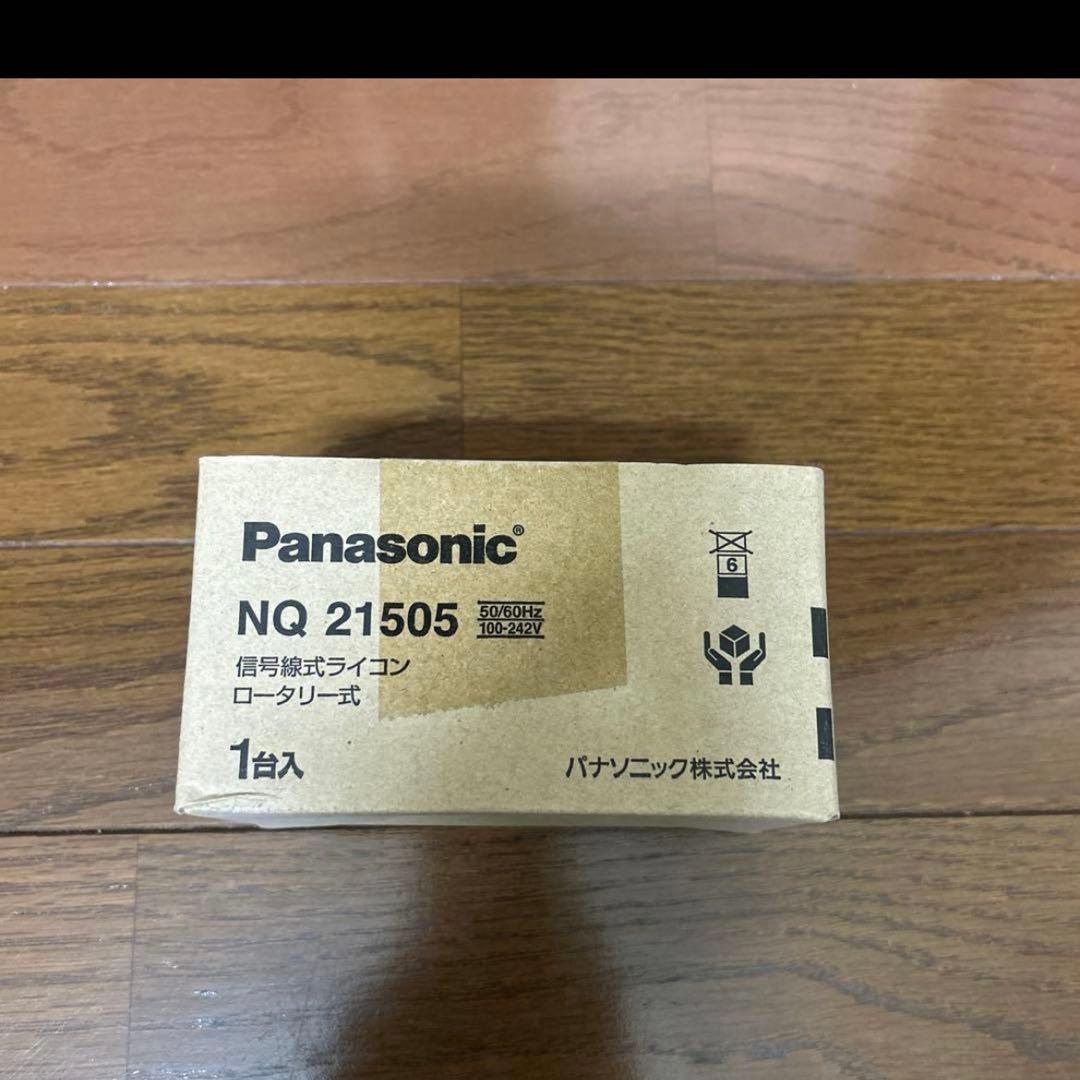 Panasonic®
NQ 21505 50/60Hz 100-242V
信号線式ライコン
ロータリー式
1台入
パナソニック株式会社
6